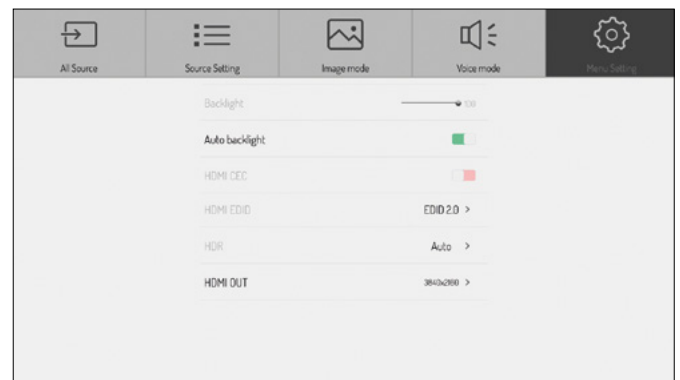 All Source
Source Setting
Image mode
Voice mode
Menu Setting
Backlight 100
Auto backlight
HDMI CEC
HDMI EDID EDID 2.0 >
HDR Auto >
HDMI OUT 3840x2160 >